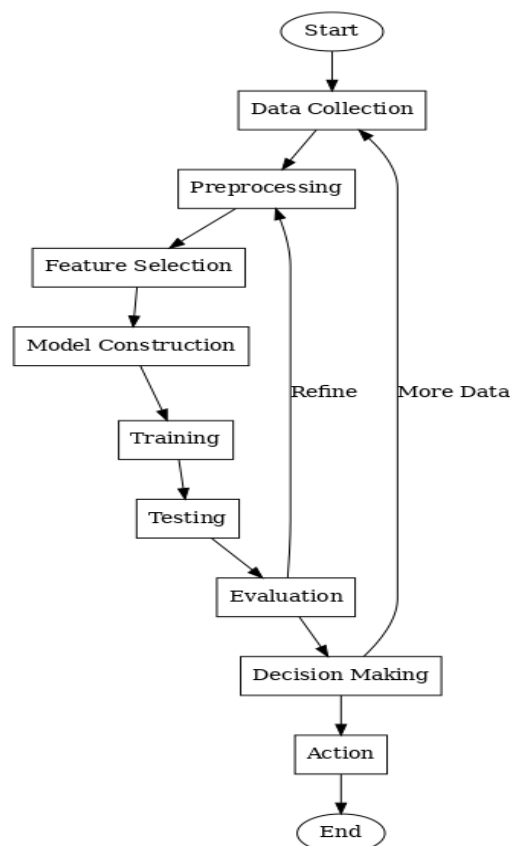 Start
Data Collection
Preprocessing
Feature Selection
Model Construction
Refine
More Data
Training
Testing
Evaluation
Decision Making
Action
End